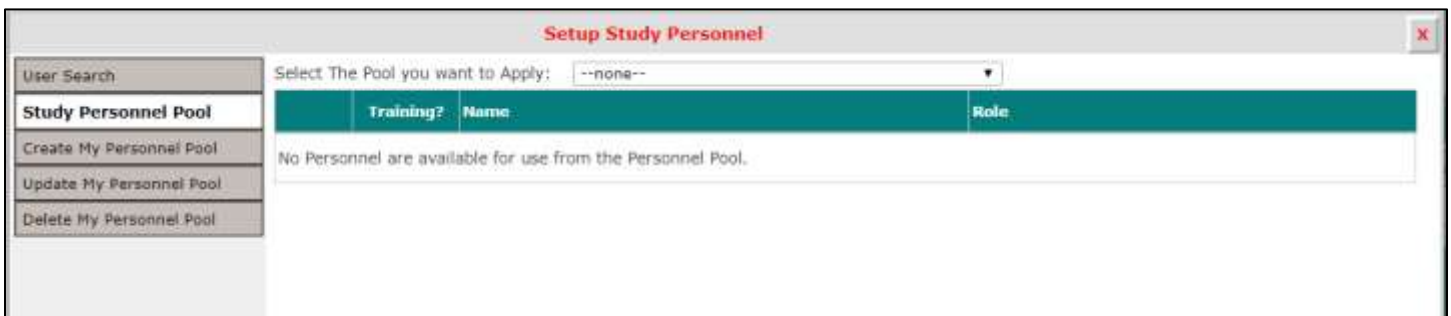 Setup Study Personnel
X
User Search
Study Personnel Pool
Create My Personnel Pool
Update My Personnel Pool
Delete My Personnel Pool
Select The Pool you want to Apply: --none--
Training? Name Role
No Personnel are available for use from the Personnel Pool.